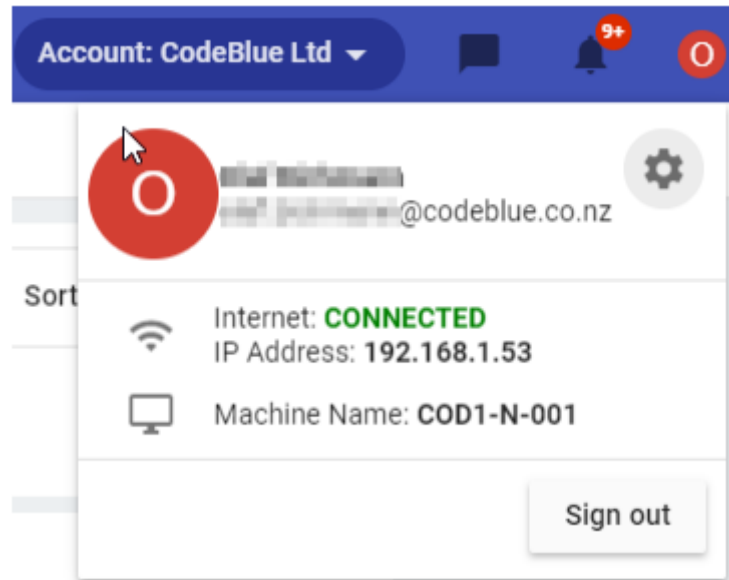 Account: CodeBlue Ltd
9+
O
O
@codeblue.co.nz
Sort
Internet: CONNECTED
IP Address: 192.168.1.53
Machine Name: COD1-N-001
Sign out